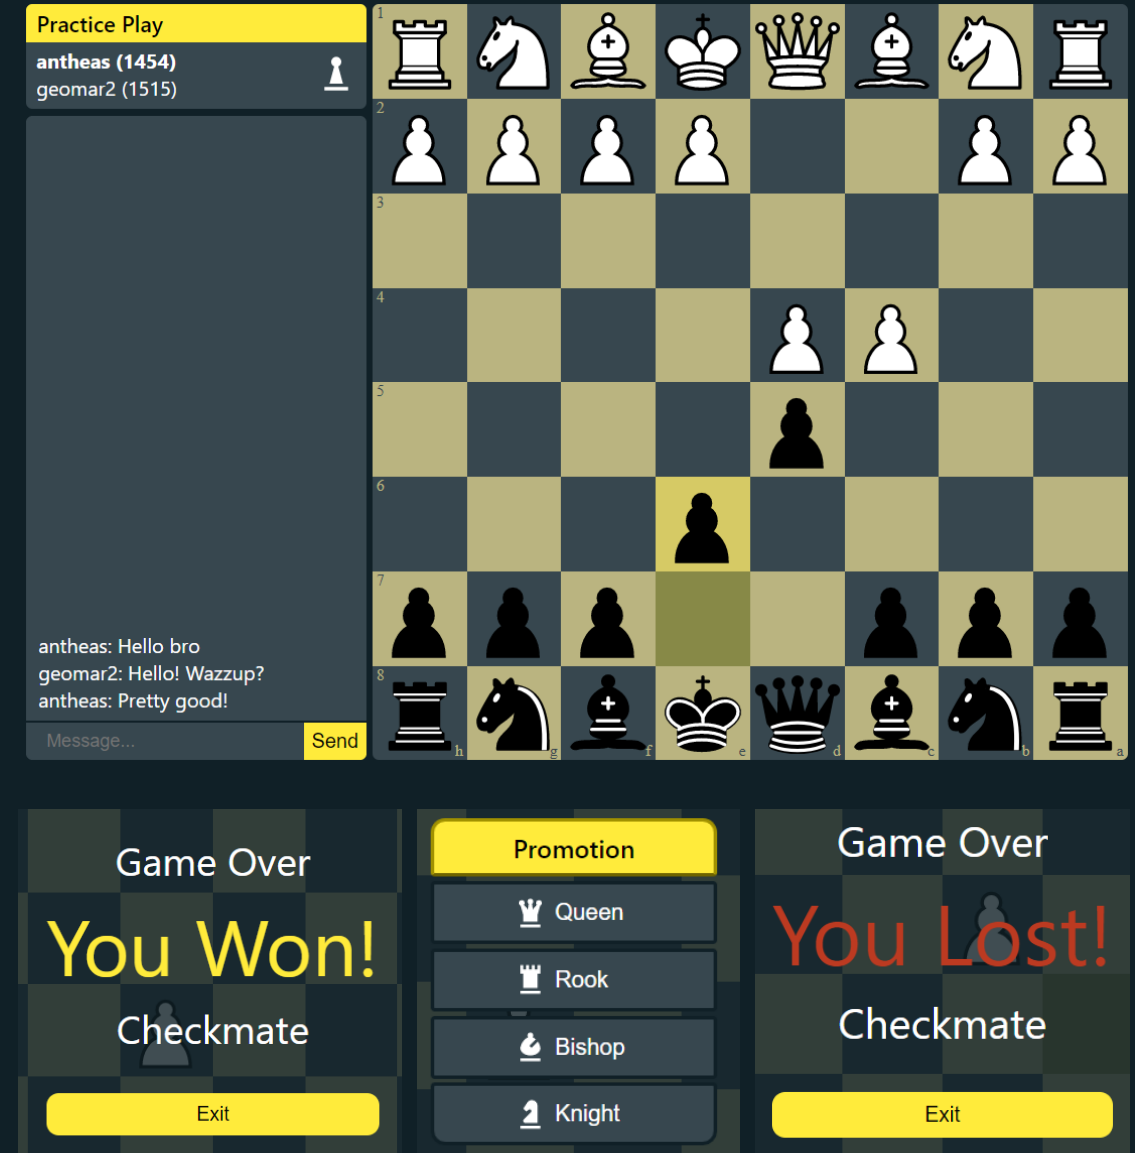 Practice Play
antheas (1454)
geomar2 (1515)
antheas: Hello bro
geomar2: Hello! Wazzup?
antheas: Pretty good!
Message...
Send
1
2
3
4
5
6
7
8
h
g
f
e
d
c
b
a
Game Over
You Won!
Checkmate
Exit
Promotion
Queen
Rook
Bishop
Knight
Game Over
You Lost!
Checkmate
Exit